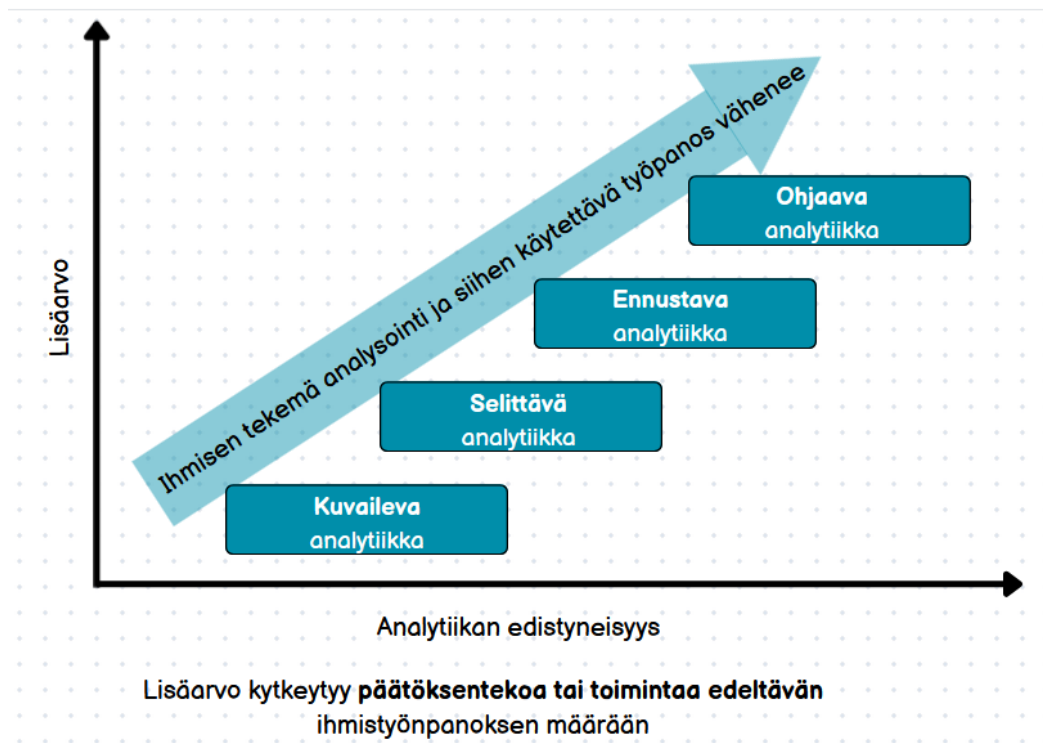 Ihmisen tekemä analysointi ja siihen käytettävä työpanos vähenee
Ohjaava
analytiikka
Ennustava
analytiikka
Selittävä
analytiikka
Kuvaileva
analytiikka
Lisäarvo
Analytiikan edistyneisyys
Lisäarvo kytkeytyy päätöksentekoa tai toimintaa edeltävän
ihmistyönpanoksen määrään